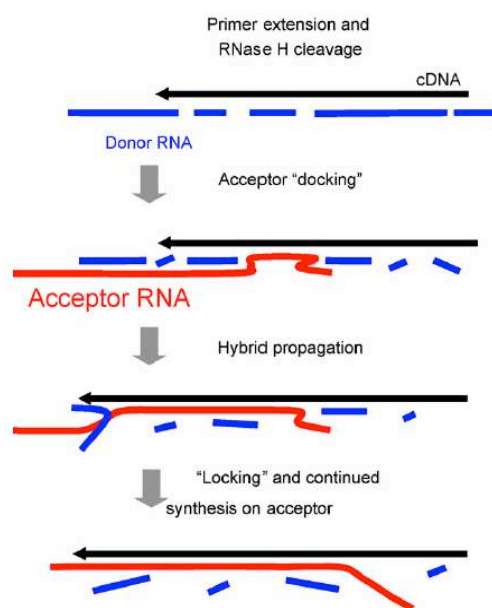 Primer extension and
RNase H cleavage
cDNA
Donor RNA
Acceptor "docking"
Acceptor RNA
Hybrid propagation
"Locking" and continued
synthesis on acceptor